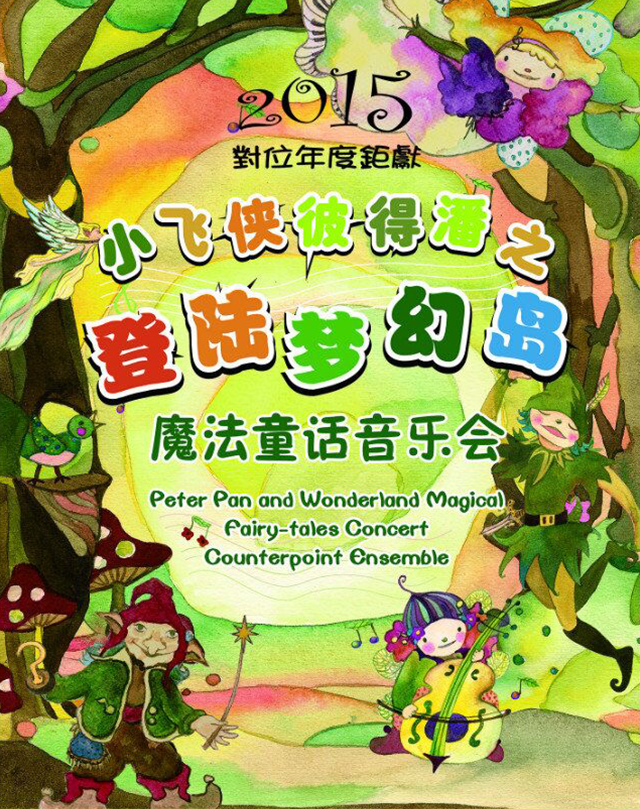 2015
對位年度鉅獻
小飞侠彼得潘之
登陆梦幻岛
魔法童话音乐会
Peter Pan and Wonderland Magical
Fairy-tales Concert
Counterpoint Ensemble